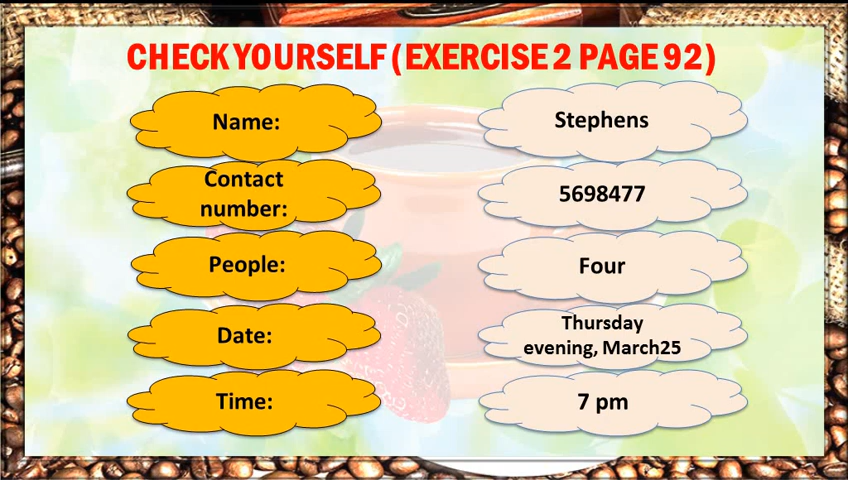 CHECK YOURSELF (EXERCISE 2 PAGE 92)
Name:
Stephens
Contact
number:
5698477
People:
Four
Date:
Thursday
evening, March25
Time:
7 pm